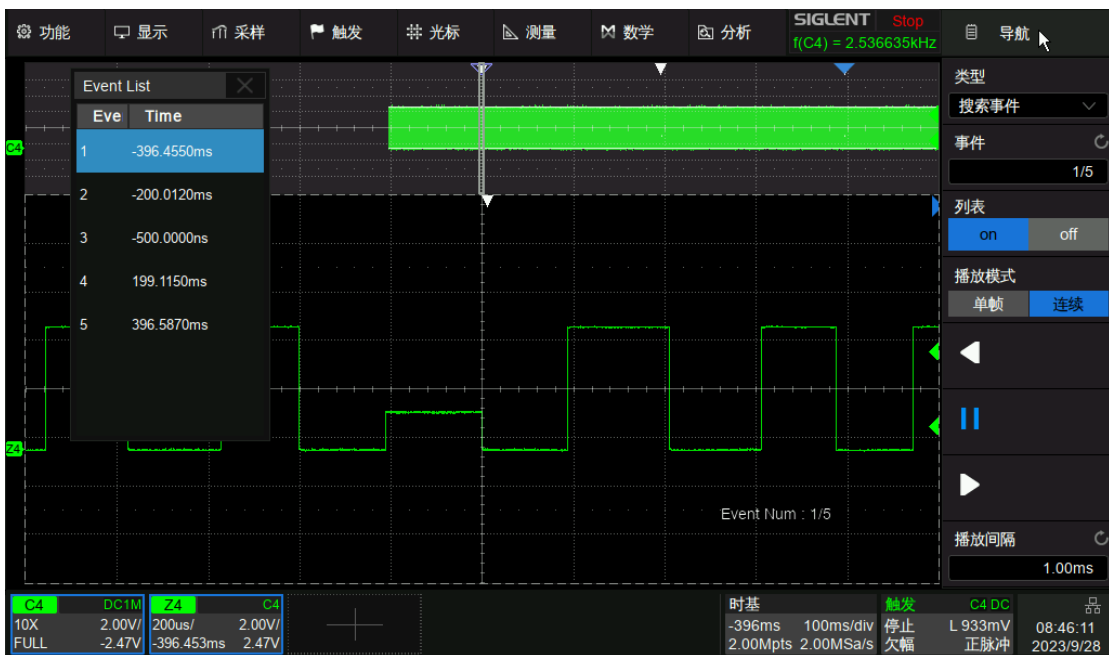 功能 显示 采样 触发 光标 测量 数学 分析 SIGLENT Stop 导航
f(C4) = 2.536635kHz
类型
搜索事件
事件
1/5
列表
on off
播放模式
单帧 连续
播放间隔
1.00ms
Event List
Eve Time
1 -396.4550ms
2 -200.0120ms
3 -500.0000ns
4 199.1150ms
5 396.5870ms
C4
Z4
Event Num : 1/5
C4 DC1M
10X 2.00V/
FULL -2.47V
Z4 C4
200us/ 2.00V/
-396.453ms 2.47V
时基
-396ms 100ms/div
2.00Mpts 2.00MSa/s
触发 C4 DC
停止 L 933mV
欠幅 正脉冲
08:46:11
2023/9/28